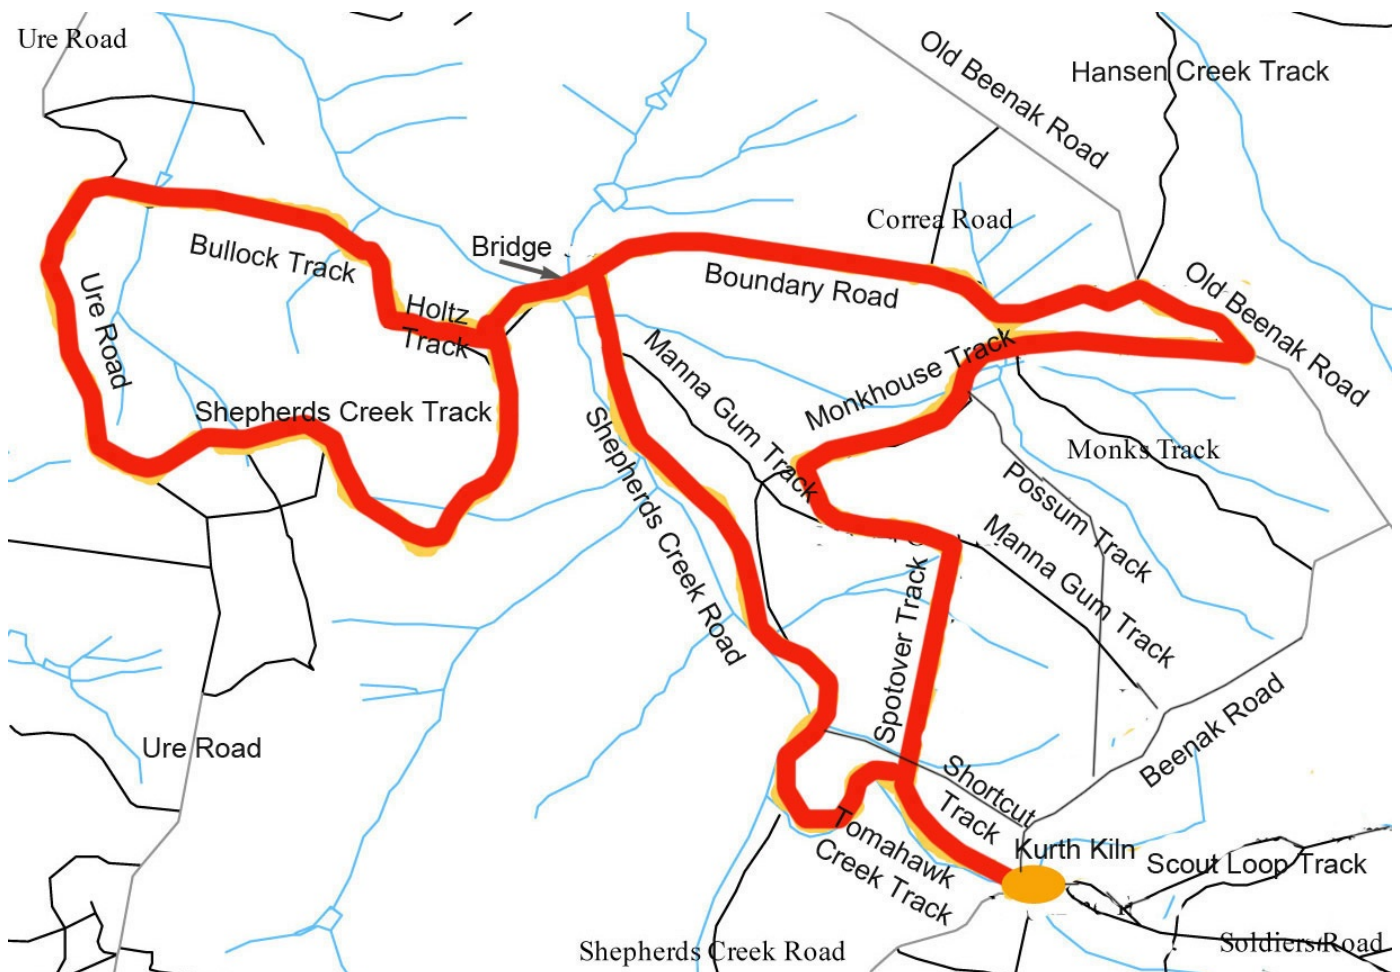 Ure Road
Old Beenak Road
Hansen Creek Track
Correa Road
Bridge
Bullock Track
Boundary Road
Old Beenak Road
Ure Road
Holtz
Track
Manna Gum Track
Monkhouse Track
Shepherds Creek Track
Shepherds Creek Road
Monks Track
Possum Track
Manna Gum Track
Spotover Track
Ure Road
Beenak Road
Shortcut
Track
Tomahawk
Creek Track
Kurth Kiln
Scout Loop Track
Shepherds Creek Road
Soldiers Road